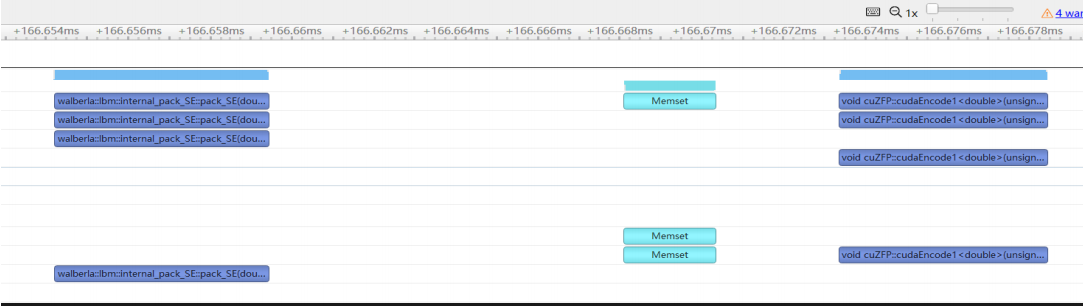 1x
4 war
+166.654ms +166.656ms +166.658ms +166.66ms +166.662ms +166.664ms +166.666ms +166.668ms +166.67ms +166.672ms +166.674ms +166.676ms +166.678ms
walberla::lbm::internal_pack_SE::pack_SE(dou... Memset void cuZFP::cudaEncode1<double>(unsign...
walberla::lbm::internal_pack_SE::pack_SE(dou... void cuZFP::cudaEncode1<double>(unsign...
walberla::lbm::internal_pack_SE::pack_SE(dou...
void cuZFP::cudaEncode1<double>(unsign...
Memset
Memset void cuZFP::cudaEncode1<double>(unsign...
walberla::lbm::internal_pack_SE::pack_SE(dou...